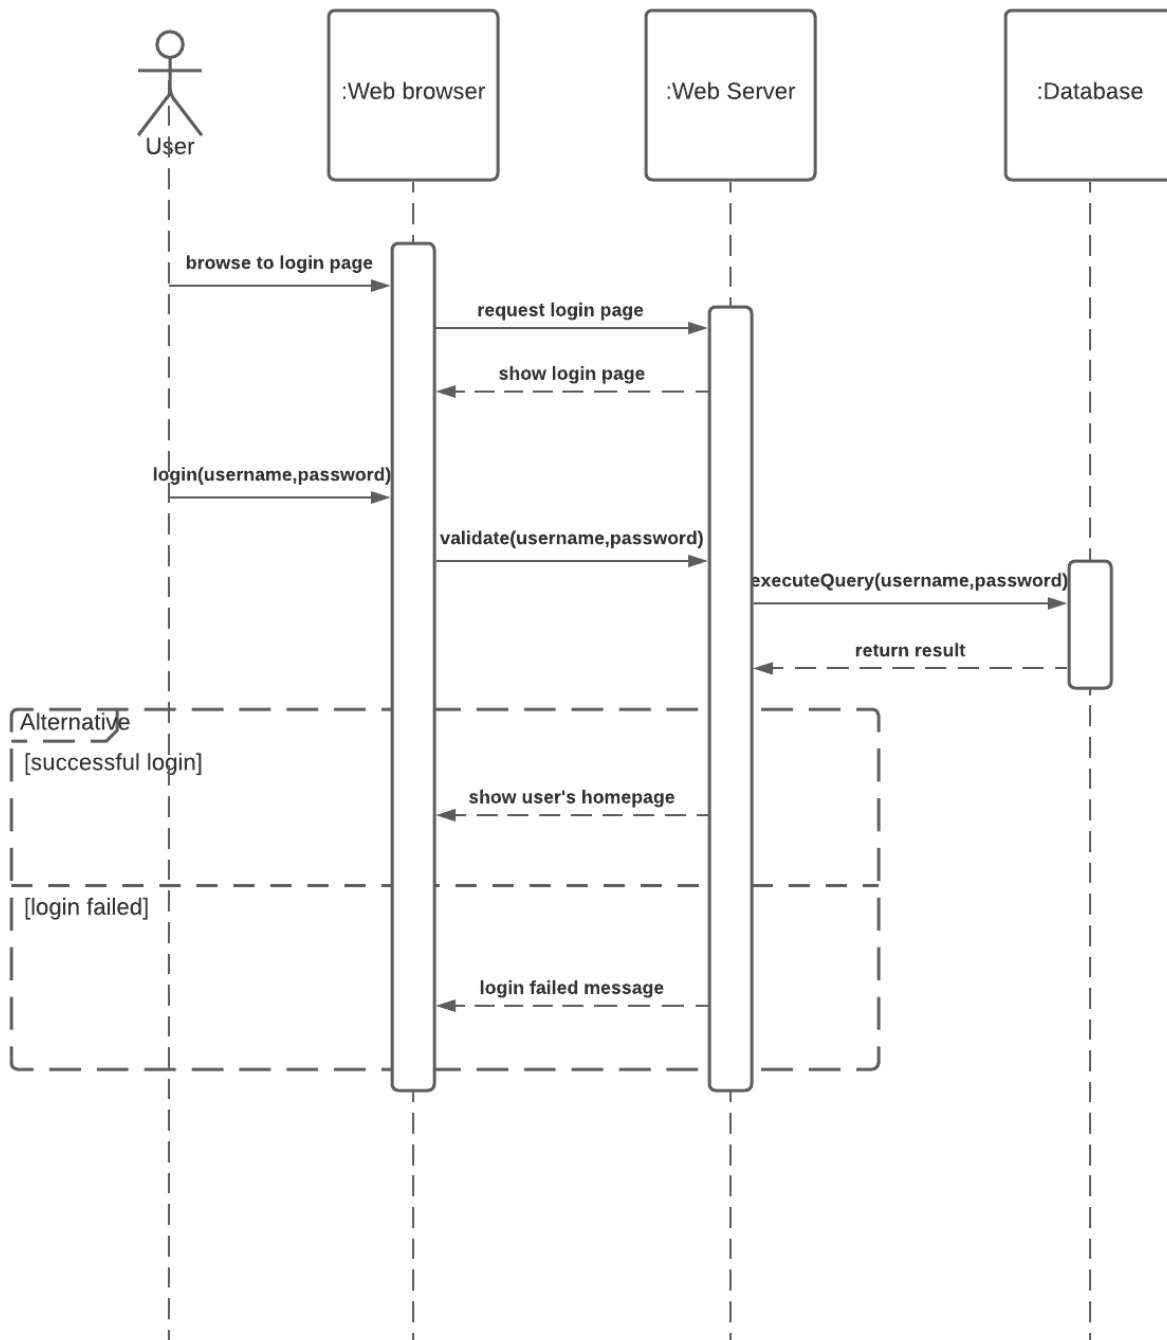 :Web browser
:Web Server
:Database
User
browse to login page
request login page
show login page
login(username,password)
validate(username,password)
executeQuery(username,password)
return result
Alternative
[successful login]
show user's homepage
[login failed]
login failed message